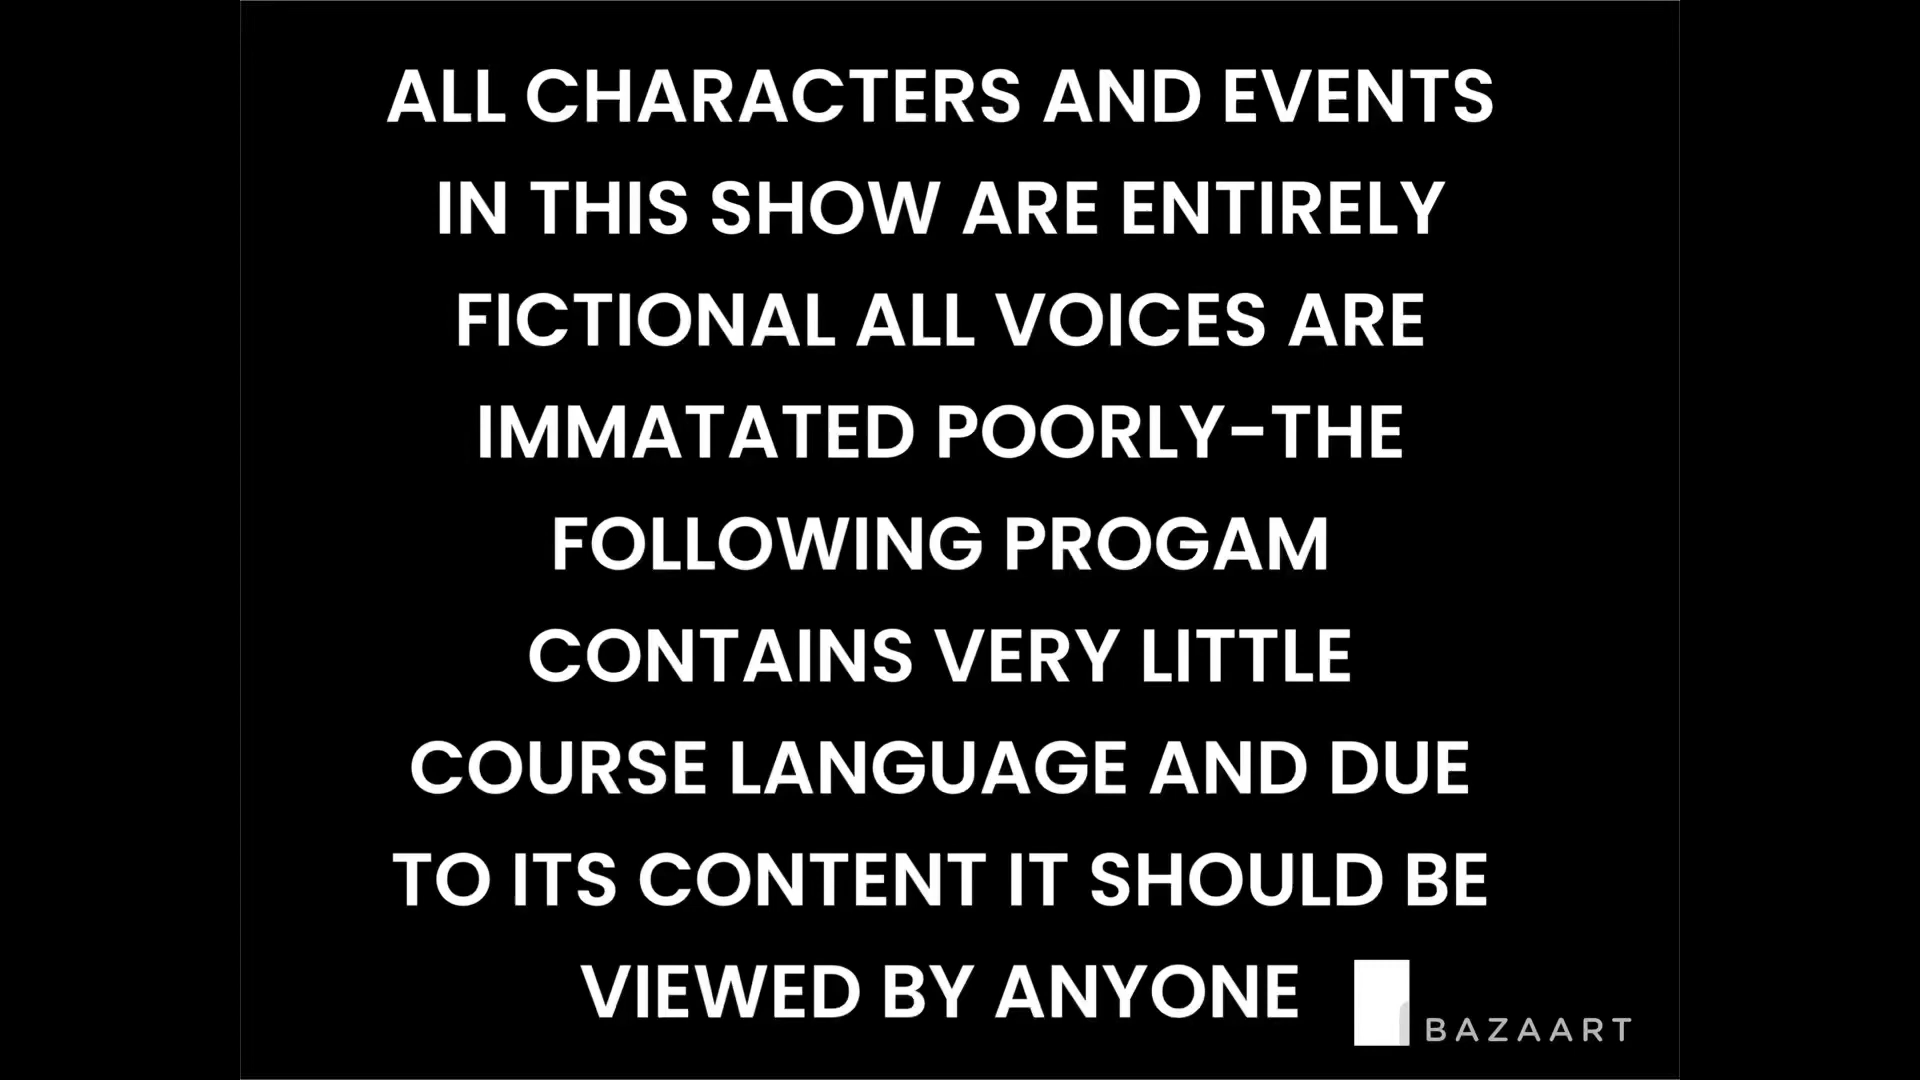 ALL CHARACTERS AND EVENTS
IN THIS SHOW ARE ENTIRELY
FICTIONAL ALL VOICES ARE
IMMATATED POORLY-THE
FOLLOWING PROGAM
CONTAINS VERY LITTLE
COURSE LANGUAGE AND DUE
TO ITS CONTENT IT SHOULD BE
VIEWED BY ANYONE
BAZAART